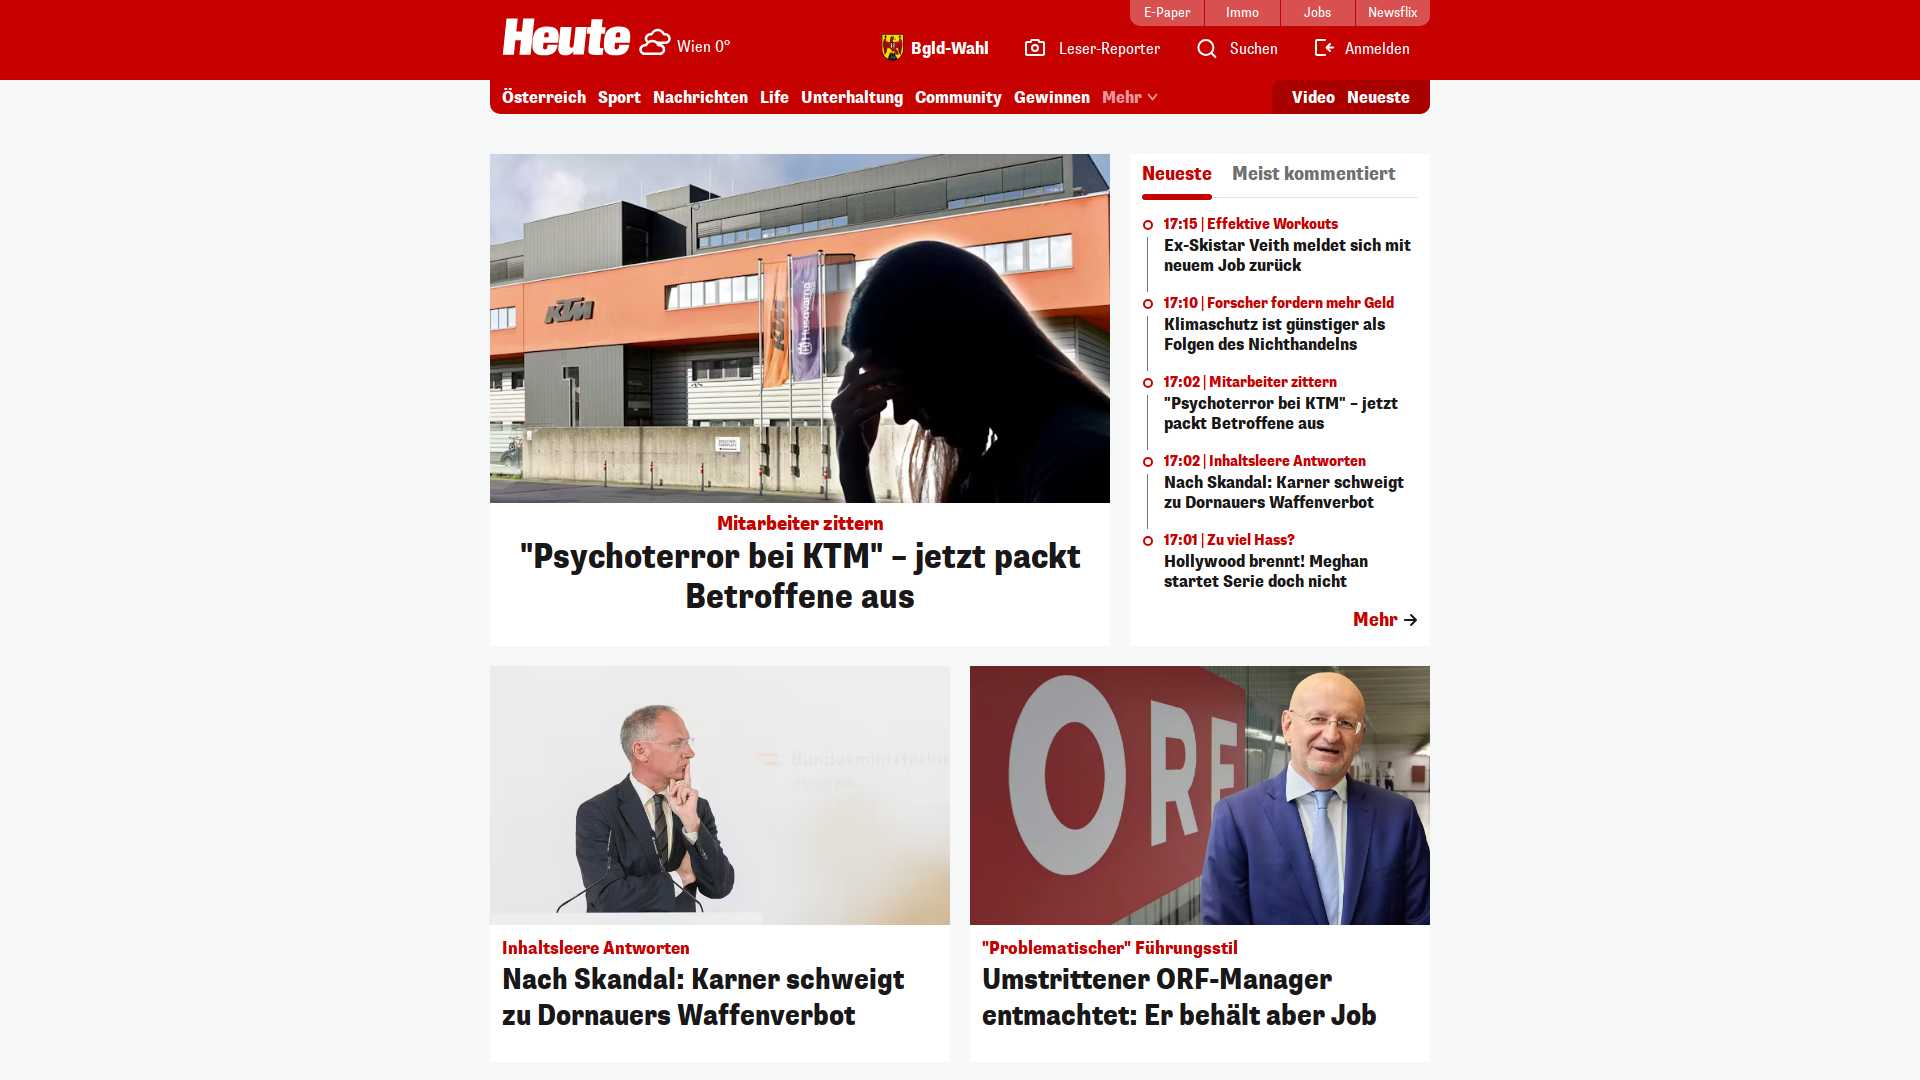 E-Paper
Immo
Jobs
Newsflix
Heute
Wien 0°
Bgld-Wahl
Leser-Reporter
Suchen
Anmelden
Österreich
Sport
Nachrichten
Life
Unterhaltung
Community
Gewinnen
Mehr
Video
Neueste
KTM
KTM
Husqvarna
Mitarbeiter zittern
"Psychoterror bei KTM" – jetzt packt
Betroffene aus
Neueste
Meist kommentiert
17:15 | Effektive Workouts
Ex-Skistar Veith meldet sich mit
neuem Job zurück
17:10 | Forscher fordern mehr Geld
Klimaschutz ist günstiger als
Folgen des Nichthandelns
17:02 | Mitarbeiter zittern
"Psychoterror bei KTM" – jetzt
packt Betroffene aus
17:02 | Inhaltsleere Antworten
Nach Skandal: Karner schweigt
zu Dornauers Waffenverbot
17:01 | Zu viel Hass?
Hollywood brennt! Meghan
startet Serie doch nicht
Mehr
Inhaltsleere Antworten
Nach Skandal: Karner schweigt
zu Dornauers Waffenverbot
ORF
"Problematischer" Führungsstil
Umstrittener ORF-Manager
entmachtet: Er behält aber Job